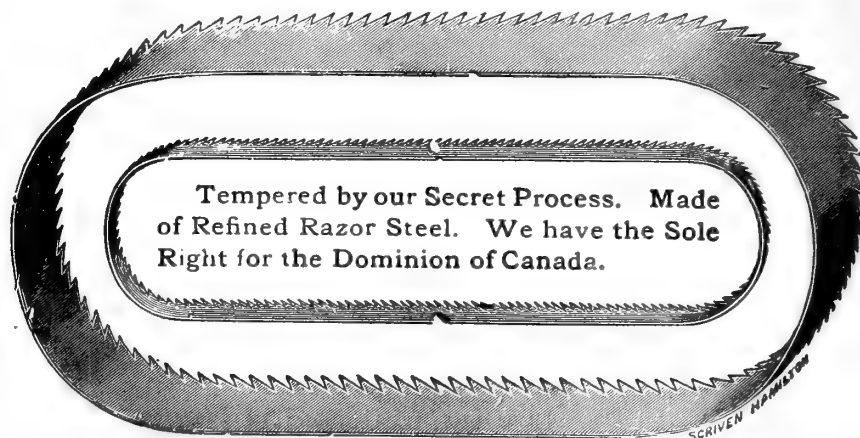 Tempered by our Secret Process. Made
of Refined Razor Steel. We have the Sole
Right for the Dominion of Canada.
SCRIVEN HAMILTON